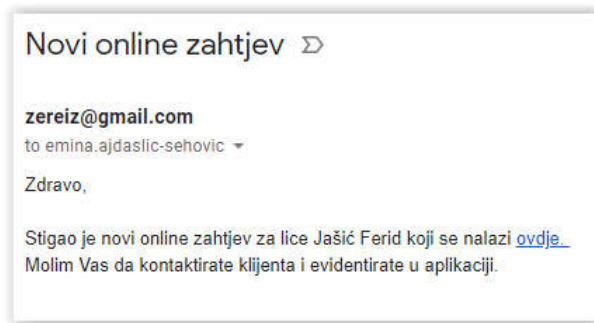 Novi online zahtjev
zereiz@gmail.com
to emina.ajdaslic-sehovic
Zdravo,
Stigao je novi online zahtjev za lice Jašić Ferid koji se nalazi ovdje.
Molim Vas da kontaktirate klijenta i evidentirate u aplikaciji.